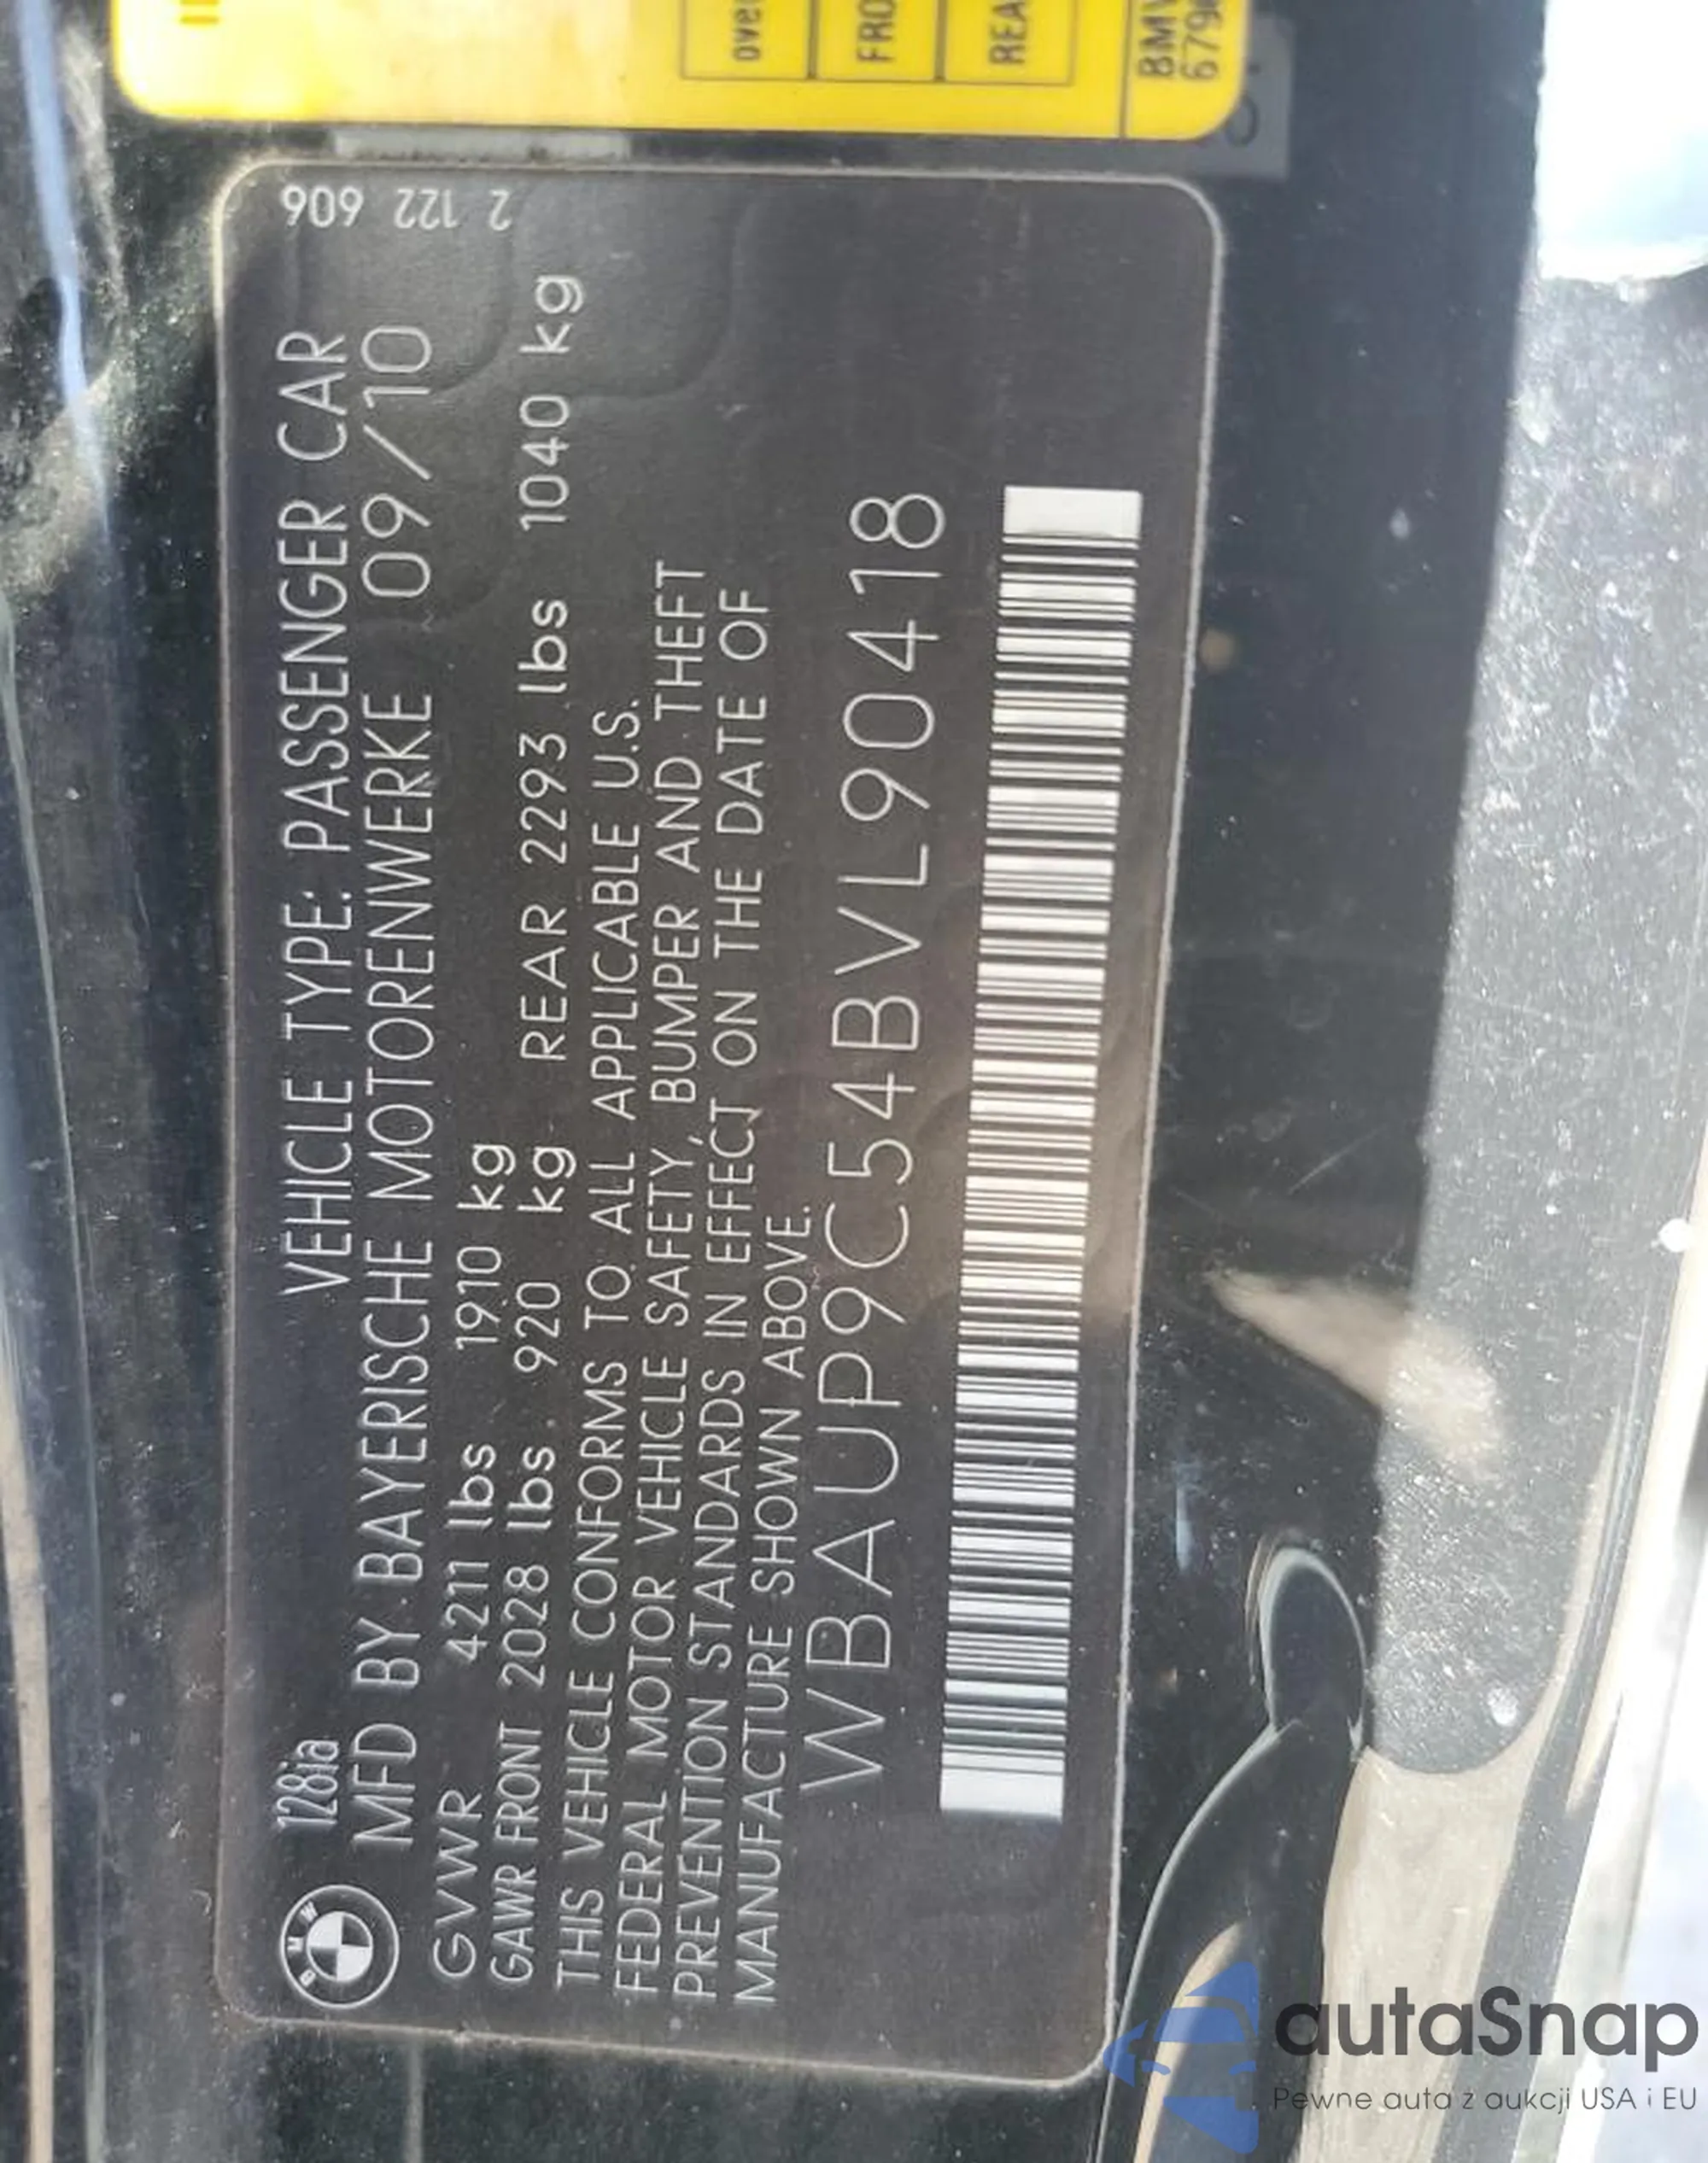 128ia VEHICLE TYPE: PASSENGER CAR 2 122 606
MFD BY BAYERISCHE MOTORENWERKE 09/10
GVWR 4211 lbs 1910 kg
GAWR FRONT 2028 lbs 920 kg REAR 2293 lbs 1040 kg
THIS VEHICLE CONFORMS TO ALL APPLICABLE U.S.
FEDERAL MOTOR VEHICLE SAFETY, BUMPER AND THEFT
PREVENTION STANDARDS IN EFFECT ON THE DATE OF
MANUFACTURE SHOWN ABOVE.
WBAUP9C54BVL90418
BMW
autaSnap
Pewne auta z aukcji USA i EU